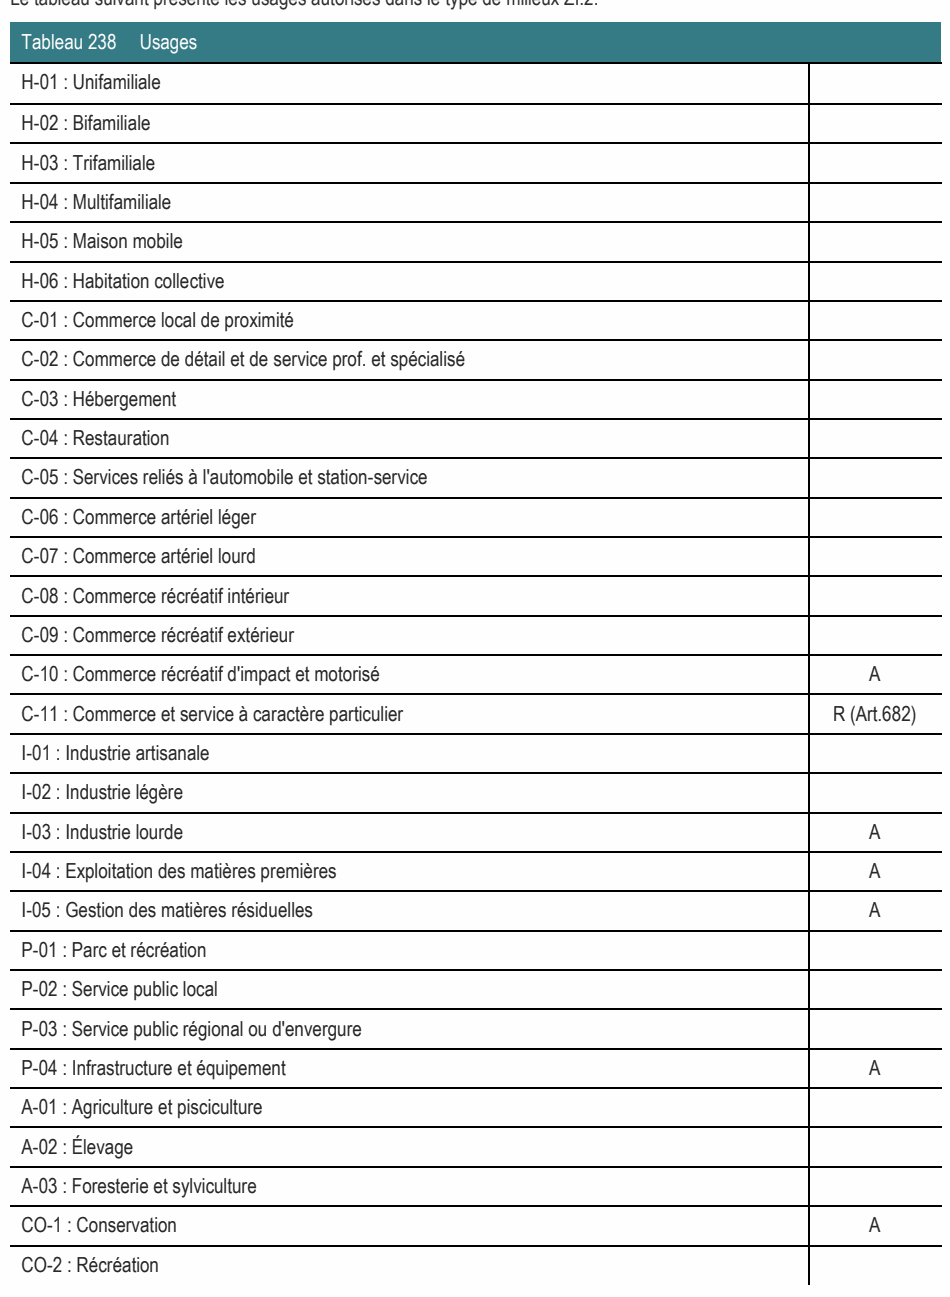 Le tableau suivant présente les usages autorisés dans le type de milieux ZI.2.
Tableau 238 Usages
H-01 : Unifamiliale
H-02 : Bifamiliale
H-03 : Trifamiliale
H-04 : Multifamiliale
H-05 : Maison mobile
H-06 : Habitation collective
C-01 : Commerce local de proximité
C-02 : Commerce de détail et de service prof. et spécialisé
C-03 : Hébergement
C-04 : Restauration
C-05 : Services reliés à l'automobile et station-service
C-06 : Commerce artériel léger
C-07 : Commerce artériel lourd
C-08 : Commerce récréatif intérieur
C-09 : Commerce récréatif extérieur
C-10 : Commerce récréatif d'impact et motorisé A
C-11 : Commerce et service à caractère particulier R (Art.682)
I-01 : Industrie artisanale
I-02 : Industrie légère
I-03 : Industrie lourde A
I-04 : Exploitation des matières premières A
I-05 : Gestion des matières résiduelles A
P-01 : Parc et récréation
P-02 : Service public local
P-03 : Service public régional ou d'envergure
P-04 : Infrastructure et équipement A
A-01 : Agriculture et pisciculture
A-02 : Élevage
A-03 : Foresterie et sylviculture
CO-1 : Conservation A
CO-2 : Récréation